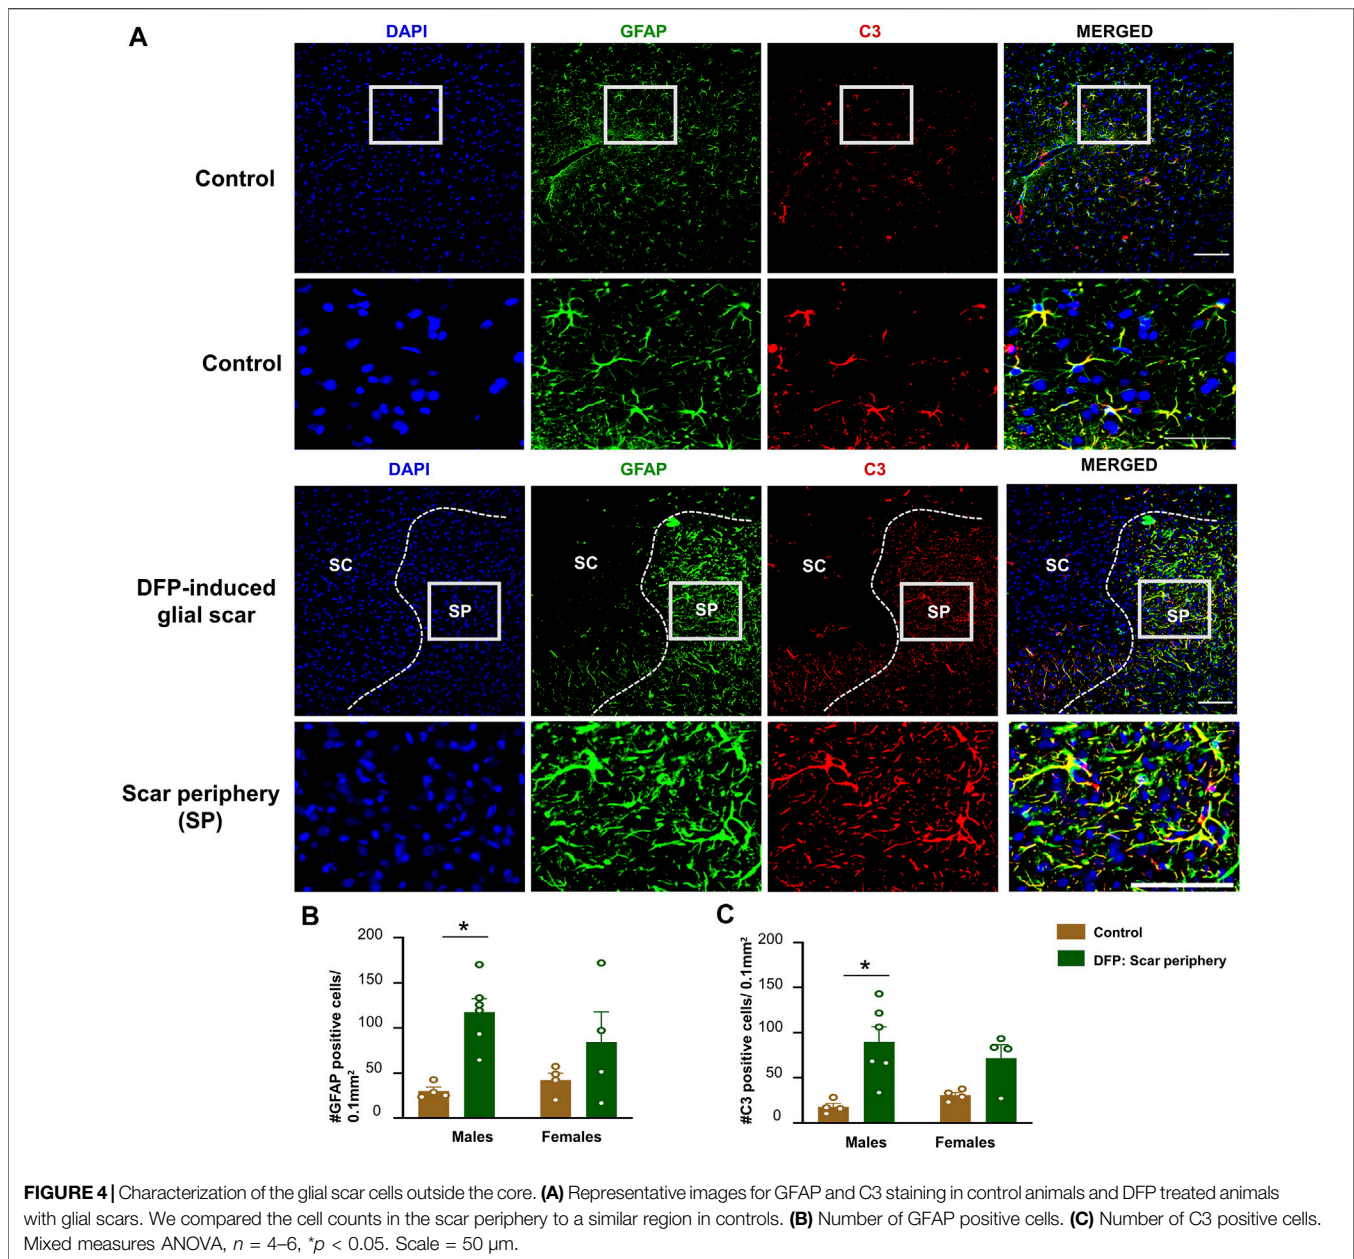 A
DAPI GFAP C3 MERGED
Control
Control
DAPI GFAP C3 MERGED
DFP-induced
glial scar
SC SC SC SC
SP SP SP SP
Scar periphery
(SP)
B
#GFAP positive cells/
0.1mm²
200
150
100
50
0
*
Males Females
C
#C3 positive cells/ 0.1mm²
200
150
100
50
0
*
Males Females
Control
DFP: Scar periphery
FIGURE 4 | Characterization of the glial scar cells outside the core. (A) Representative images for GFAP and C3 staining in control animals and DFP treated animals
with glial scars. We compared the cell counts in the scar periphery to a similar region in controls. (B) Number of GFAP positive cells. (C) Number of C3 positive cells.
Mixed measures ANOVA, n = 4–6, *p < 0.05. Scale = 50 μm.